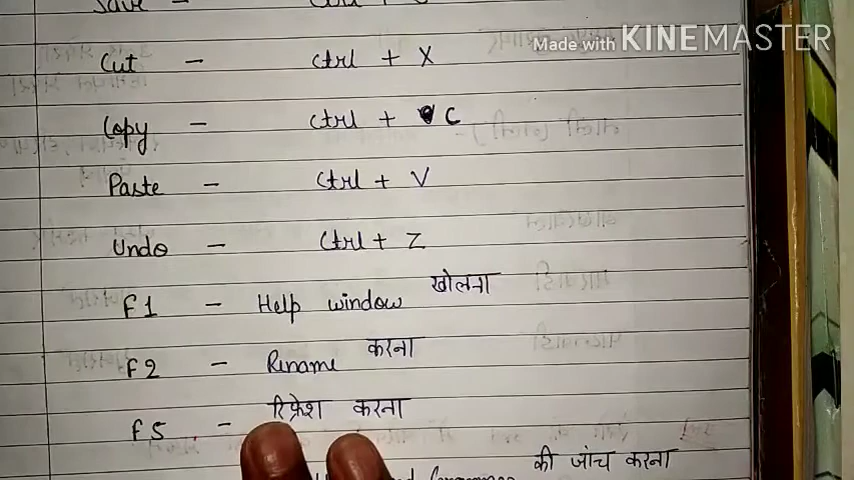 Made with KINEMASTER
Save -
Cut - Ctrl + X
Copy - Ctrl + C
Paste - Ctrl + V
Undo - Ctrl + Z
F1 - Help window खोलना
F2 - Rename करना
F5 - रिफ्रेश करना
की जांच करना